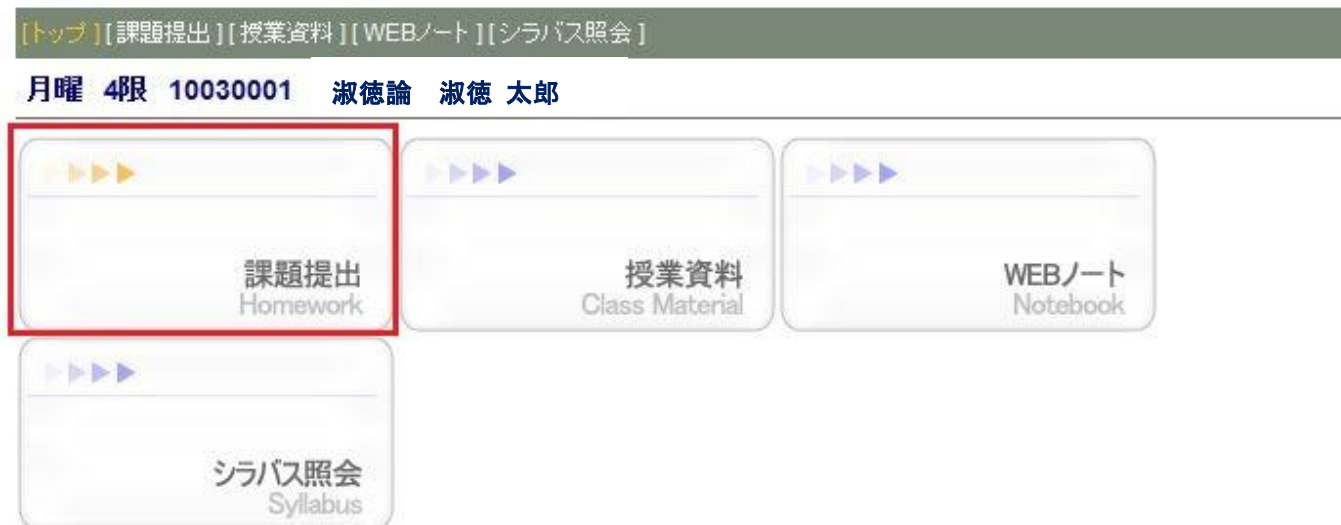 [トップ][課題提出][授業資料][WEBノート][シラバス照会]
月曜 4限 10030001 淑徳論 淑徳 太郎
課題提出
Homework
授業資料
Class Material
WEBノート
Notebook
シラバス照会
Syllabus